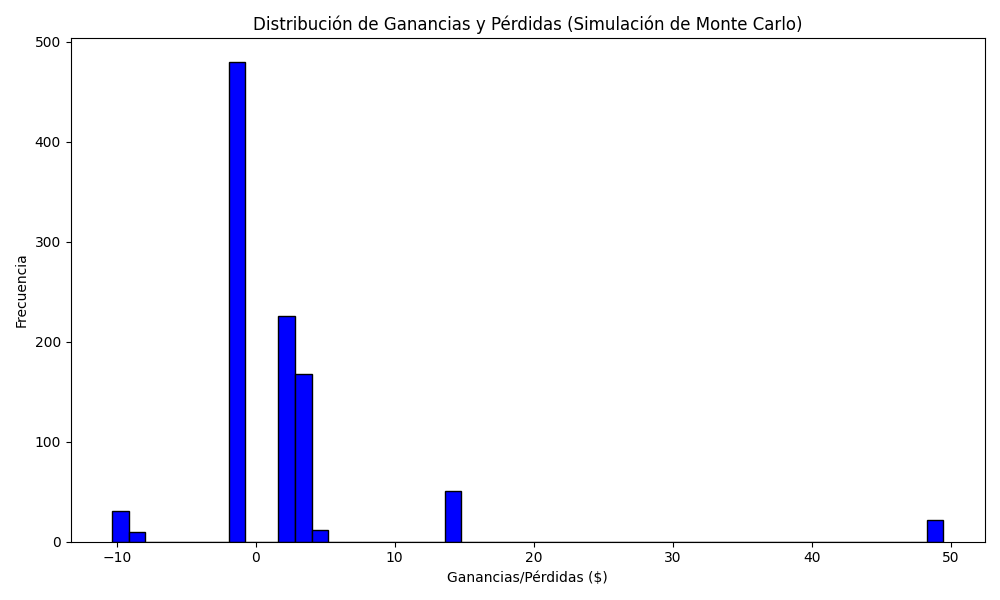 Distribución de Ganancias y Pérdidas (Simulación de Monte Carlo)
500
400
300
200
100
0
Frecuencia
−10 0 10 20 30 40 50
Ganancias/Pérdidas ($)